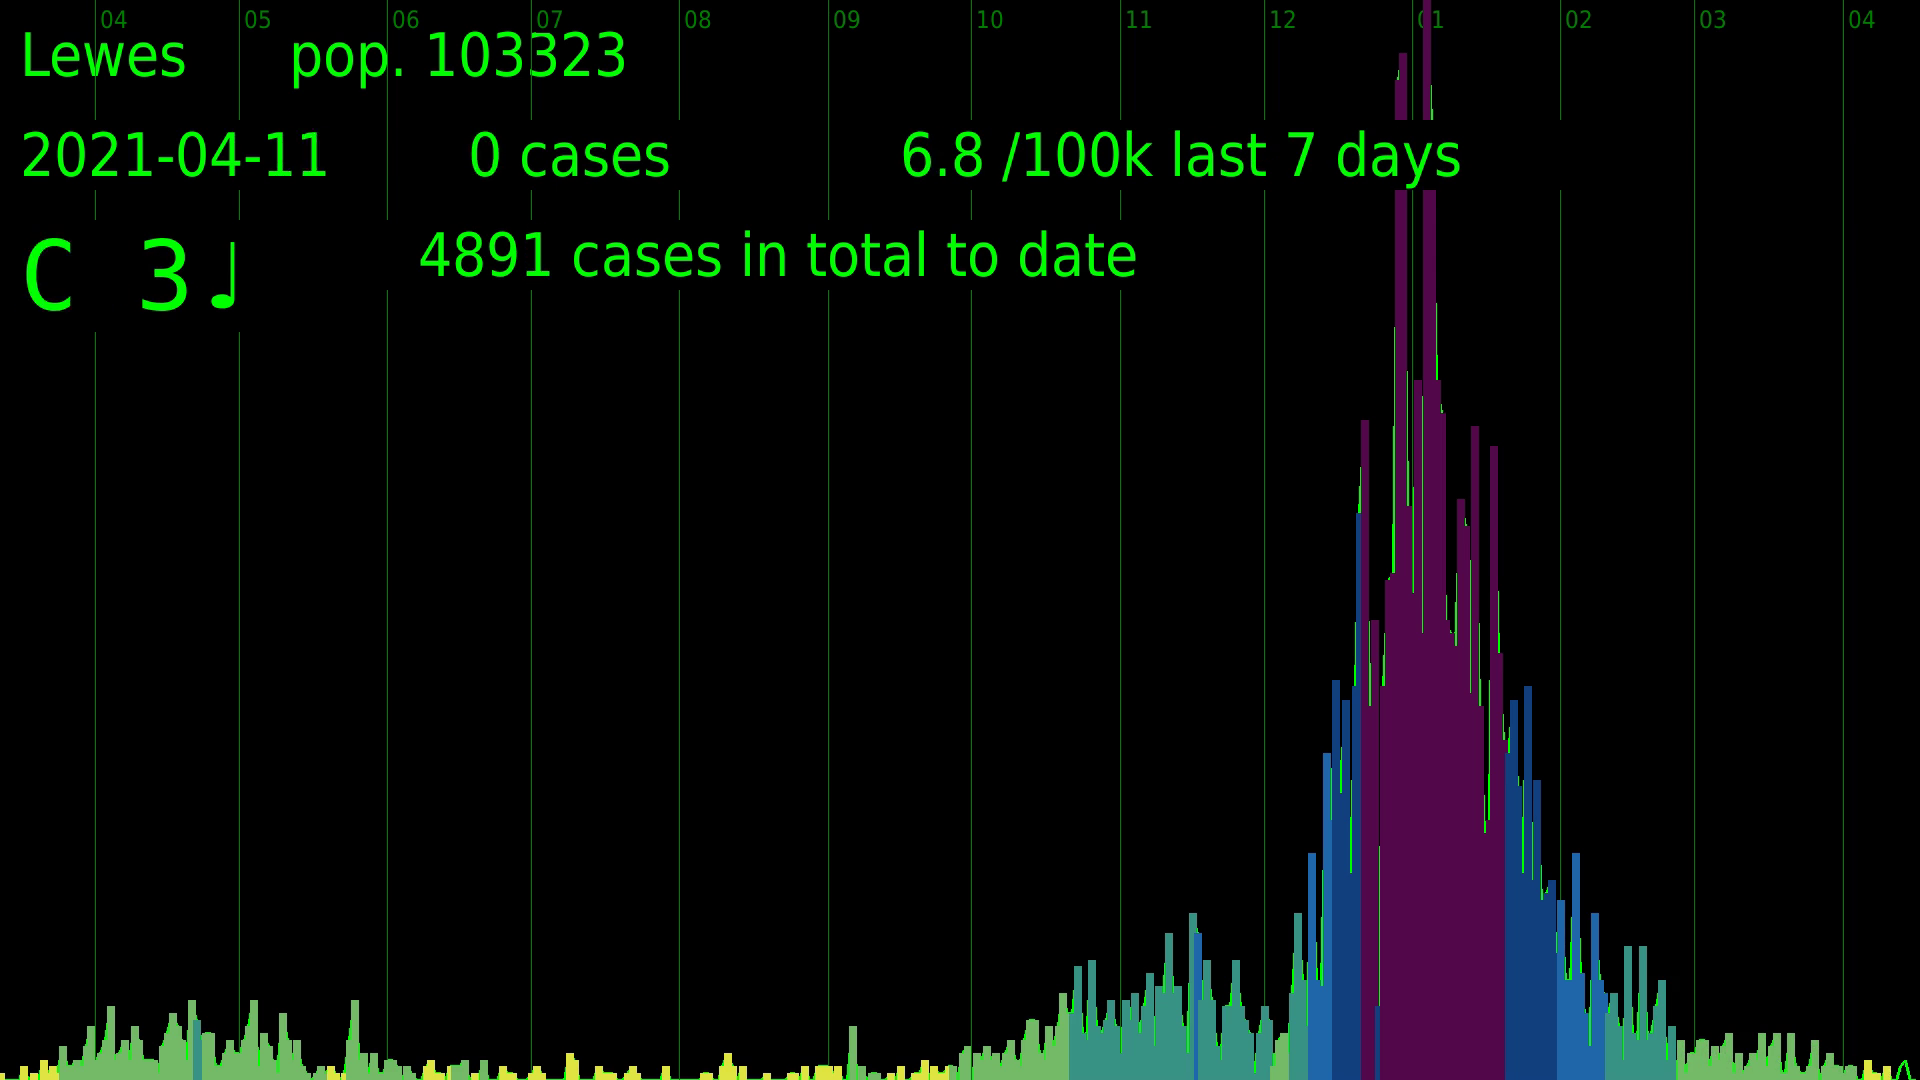 04 05 06 07 08 09 10 11 12 01 02 03 04
Lewes pop. 103323
2021-04-11 0 cases 6.8 /100k last 7 days
C 3♩ 4891 cases in total to date